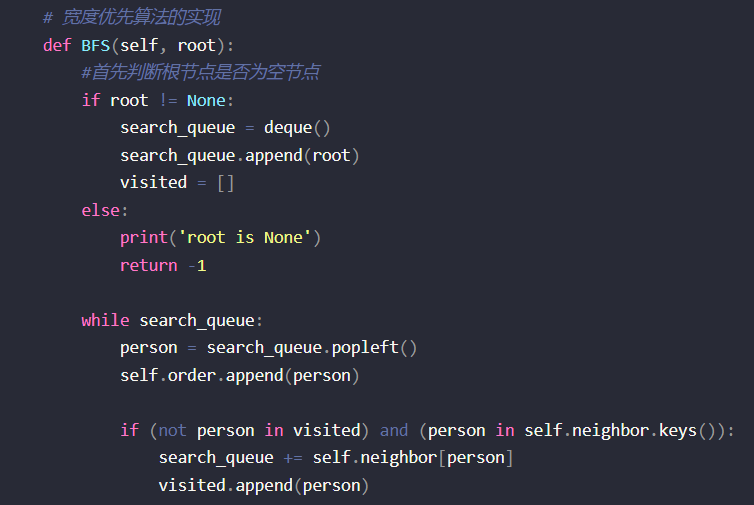 # 宽度优先算法的实现
def BFS(self, root):
    #首先判断根节点是否为空节点
    if root != None:
        search_queue = deque()
        search_queue.append(root)
        visited = []
    else:
        print('root is None')
        return -1

    while search_queue:
        person = search_queue.popleft()
        self.order.append(person)

        if (not person in visited) and (person in self.neighbor.keys()):
            search_queue += self.neighbor[person]
            visited.append(person)